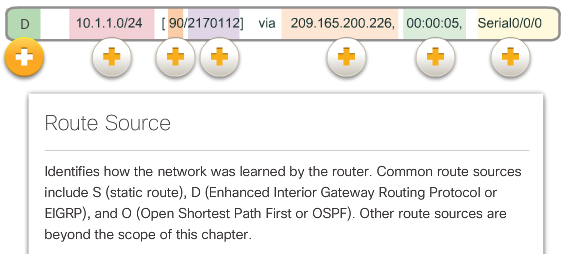 D 10.1.1.0/24 [ 90/2170112] via 209.165.200.226, 00:00:05, Serial0/0/0
Route Source
Identifies how the network was learned by the router. Common route sources
include S (static route), D (Enhanced Interior Gateway Routing Protocol or
EIGRP), and O (Open Shortest Path First or OSPF). Other route sources are
beyond the scope of this chapter.